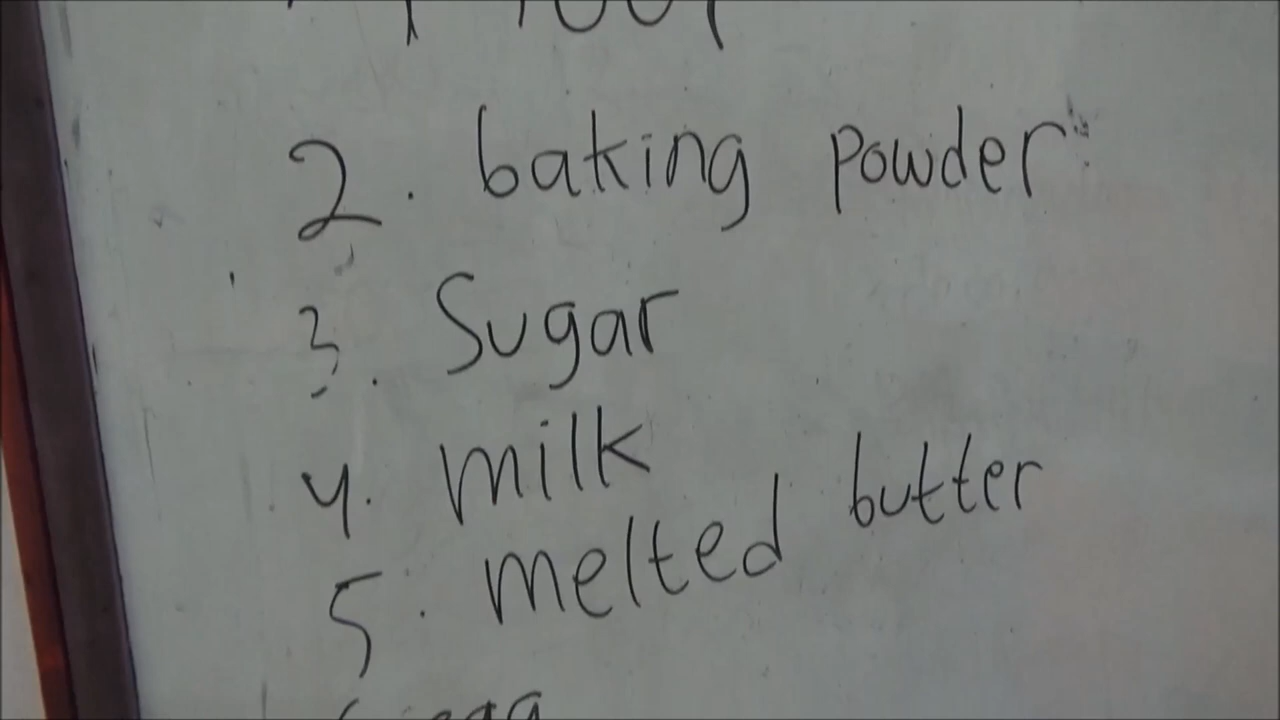 2. baking powder
3. Sugar
4. milk
5. melted butter